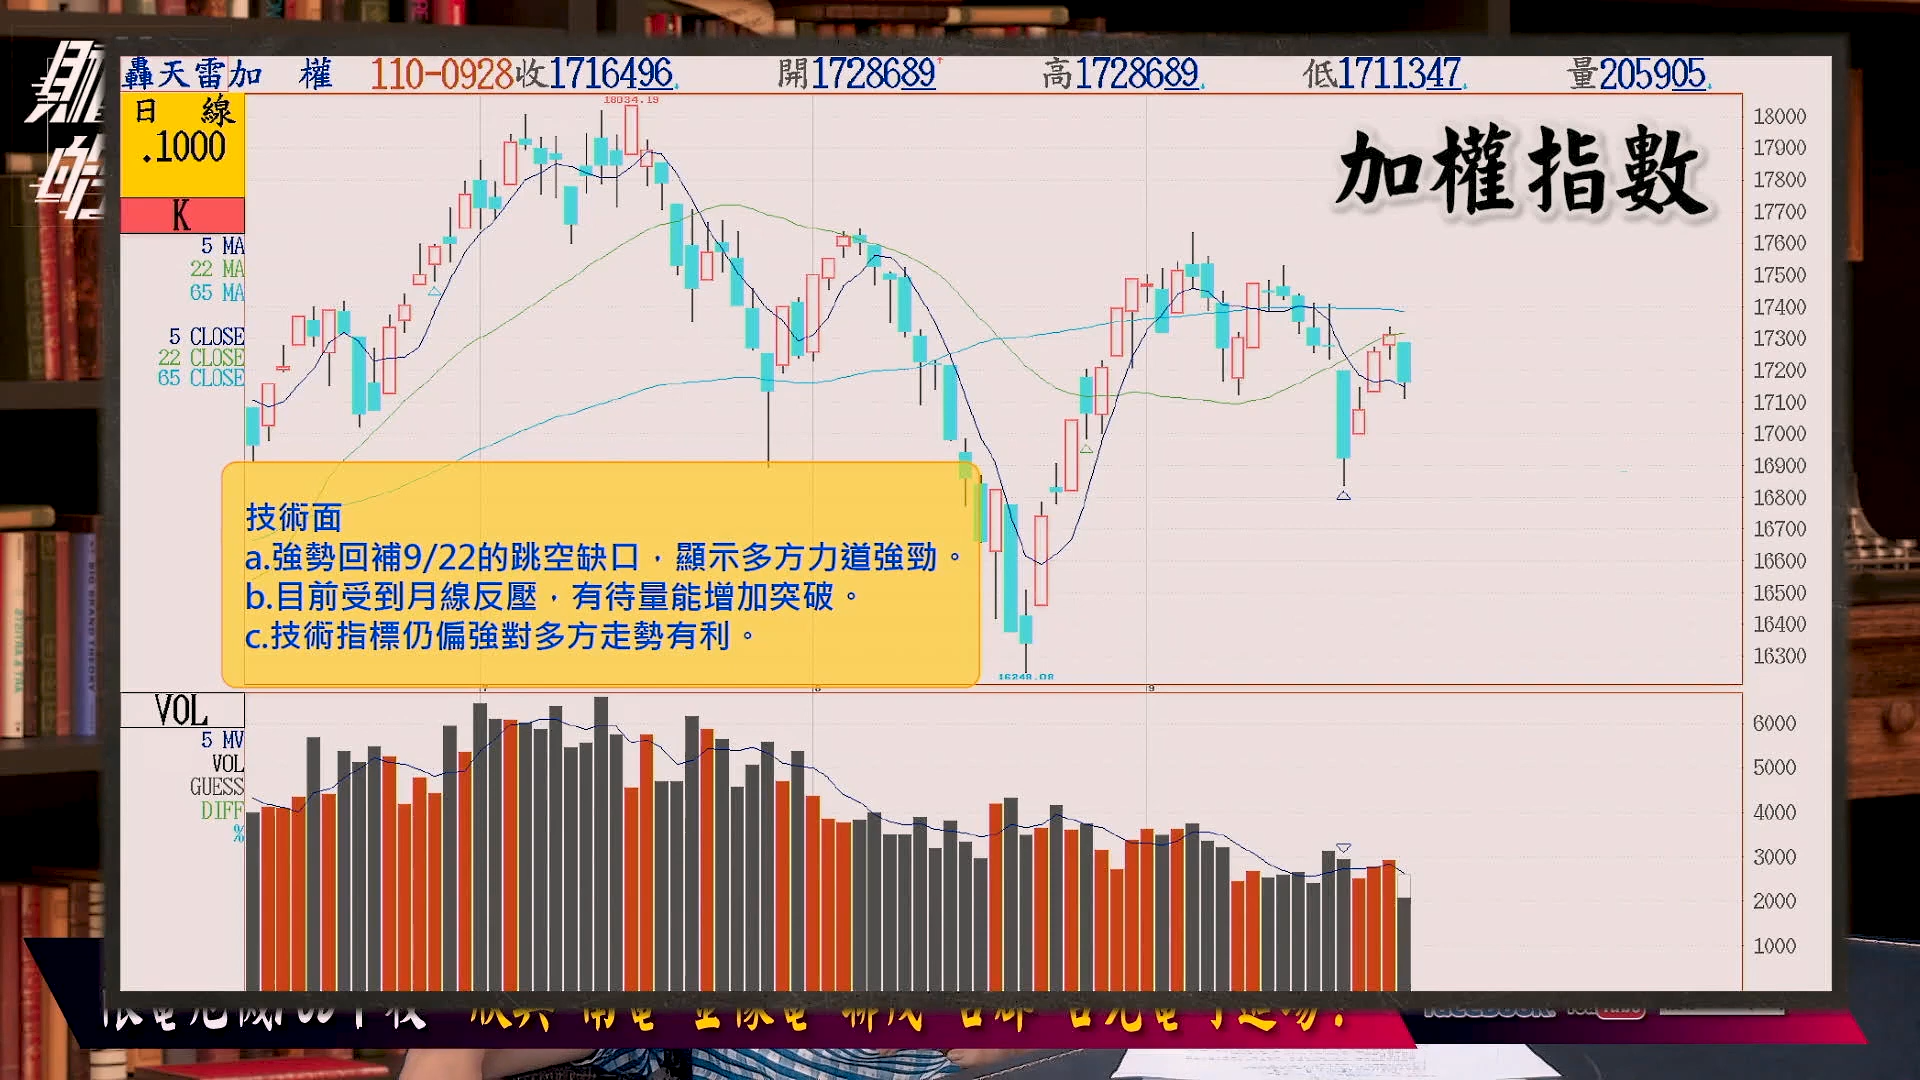 轟天雷加 權 110-0928收1716496 開1728689 高1728689 低1711347 量205905
日 線
.1000
K
5 MA
22 MA
65 MA
5 CLOSE
22 CLOSE
65 CLOSE
18034.19
加權指數
18000
17900
17800
17700
17600
17500
17400
17300
17200
17100
17000
16900
16800
16700
16600
16500
16400
16300
技術面
a.強勢回補9/22的跳空缺口，顯示多方力道強勁。
b.目前受到月線反壓，有待量能增加突破。
c.技術指標仍偏強對多方走勢有利。
16248.08
7
8
9
VOL
5 MV
VOL
GUESS
DIFF
%
6000
5000
4000
3000
2000
1000